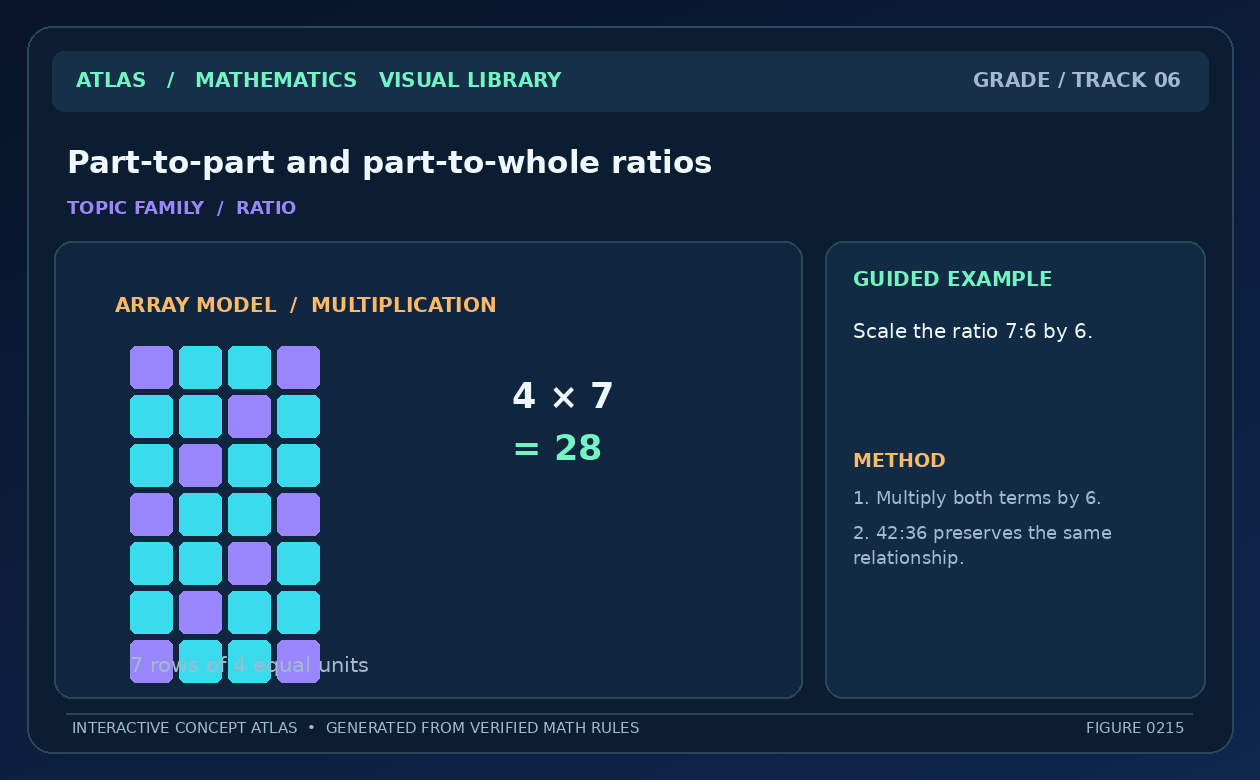 ATLAS / MATHEMATICS VISUAL LIBRARY
GRADE / TRACK 06
Part-to-part and part-to-whole ratios
TOPIC FAMILY / RATIO
ARRAY MODEL / MULTIPLICATION
4 × 7
= 28
7 rows of 4 equal units
GUIDED EXAMPLE
Scale the ratio 7:6 by 6.
METHOD
1. Multiply both terms by 6.
2. 42:36 preserves the same
relationship.
INTERACTIVE CONCEPT ATLAS • GENERATED FROM VERIFIED MATH RULES
FIGURE 0215